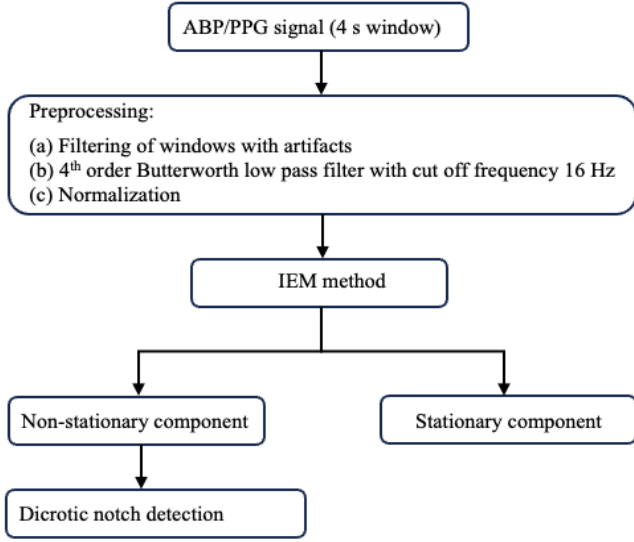 ABP/PPG signal (4 s window)
Preprocessing:
(a) Filtering of windows with artifacts
(b) 4th order Butterworth low pass filter with cut off frequency 16 Hz
(c) Normalization
IEM method
Non-stationary component
Stationary component
Dicrotic notch detection